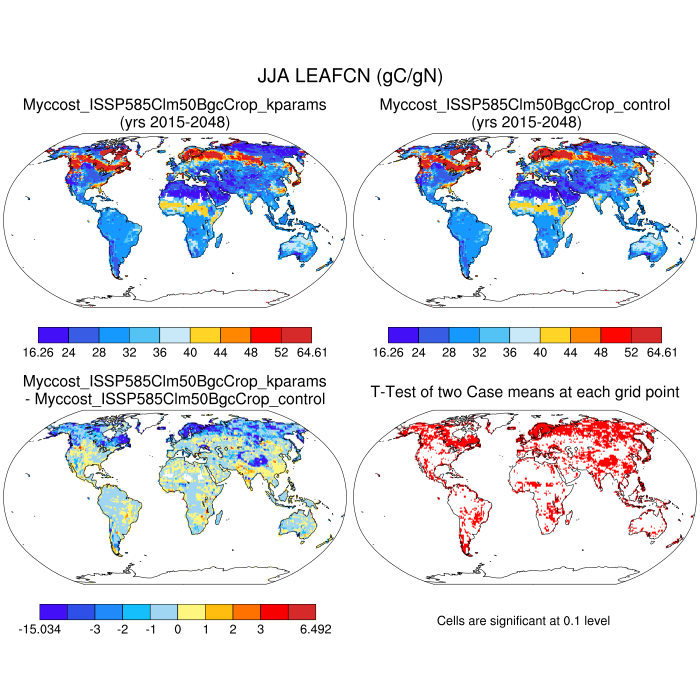 JJA LEAFCN (gC/gN)
Myccost_ISSP585Clm50BgcCrop_kparams
(yrs 2015-2048)
Myccost_ISSP585Clm50BgcCrop_control
(yrs 2015-2048)
16.26 24 28 32 36 40 44 48 52 64.61
16.26 24 28 32 36 40 44 48 52 64.61
Myccost_ISSP585Clm50BgcCrop_kparams
- Myccost_ISSP585Clm50BgcCrop_control
T-Test of two Case means at each grid point
-15.034 -3 -2 -1 0 1 2 3 6.492
Cells are significant at 0.1 level